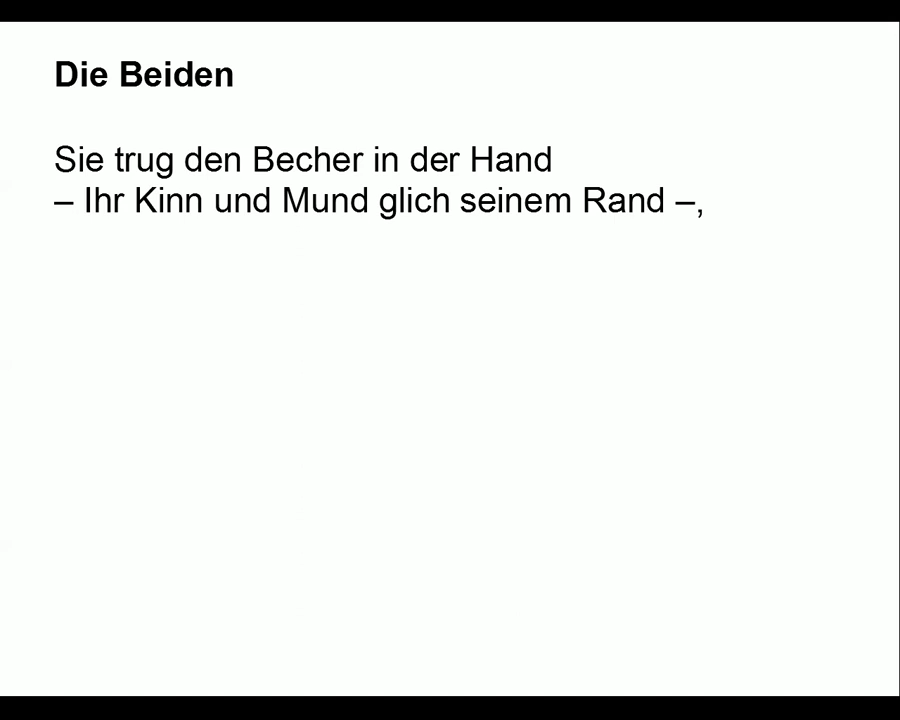 Die Beiden
Sie trug den Becher in der Hand
– Ihr Kinn und Mund glich seinem Rand –,